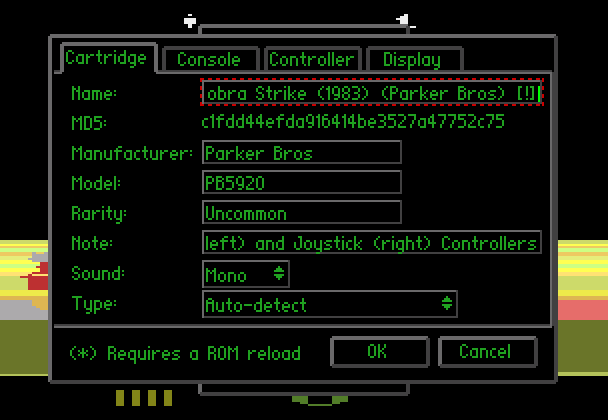 Cartridge Console Controller Display
Name: obra Strike (1983) (Parker Bros) [!]
MD5: c1fdd44efda916414be3527a47752c75
Manufacturer: Parker Bros
Model: PB5920
Rarity: Uncommon
Note: left) and Joystick (right) Controllers
Sound: Mono
Type: Auto-detect
(*) Requires a ROM reload OK Cancel